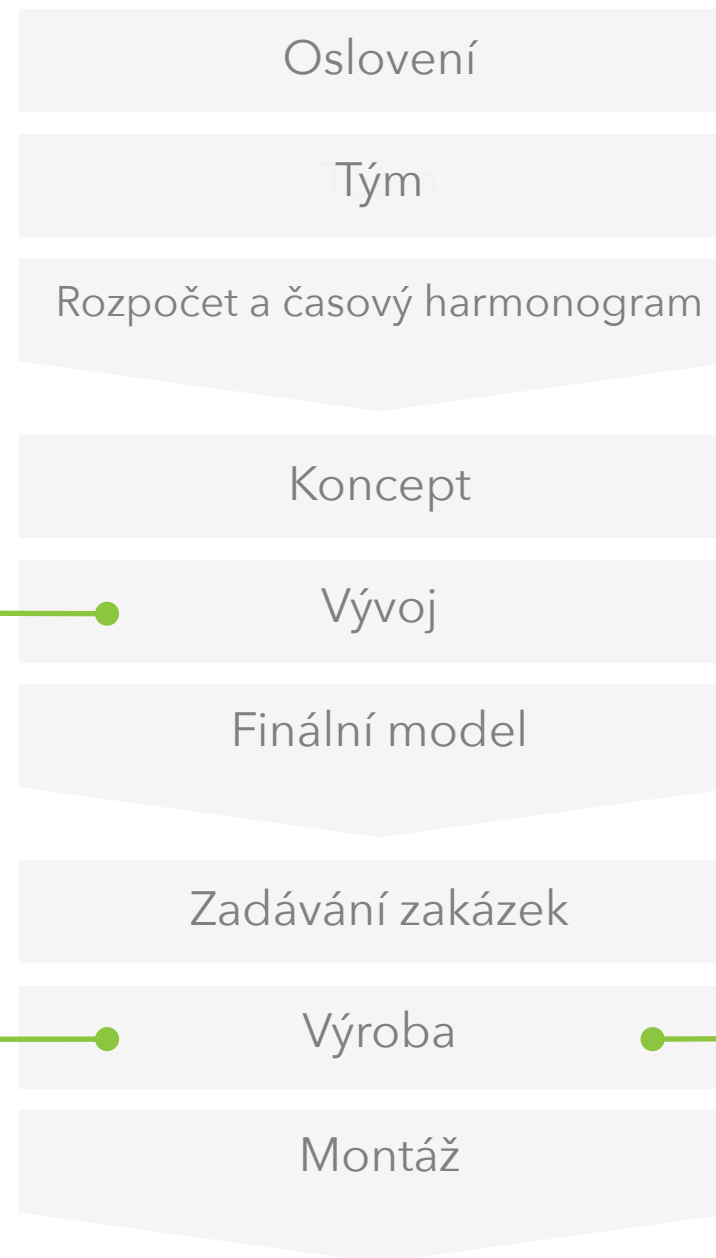 Oslovení
Tým
Rozpočet a časový harmonogram
Koncept
Vývoj
Finální model
Zadávání zakázek
Výroba
Montáž